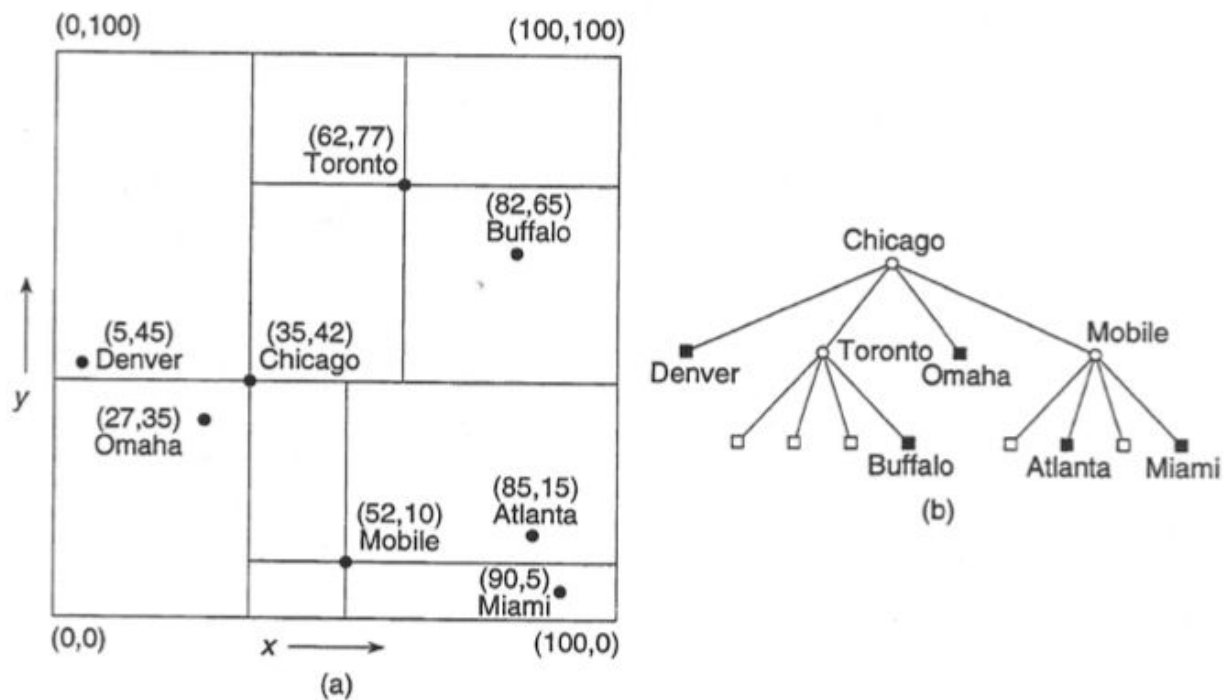 (0,100)
(100,100)
(62,77)
Toronto
(82,65)
Buffalo
(5,45)
Denver
(35,42)
Chicago
y
(27,35)
Omaha
(85,15)
Atlanta
(52,10)
Mobile
(90,5)
Miami
(0,0)
x
(100,0)
(a)
Chicago
Mobile
Denver
Toronto
Omaha
Buffalo
Atlanta
Miami
(b)